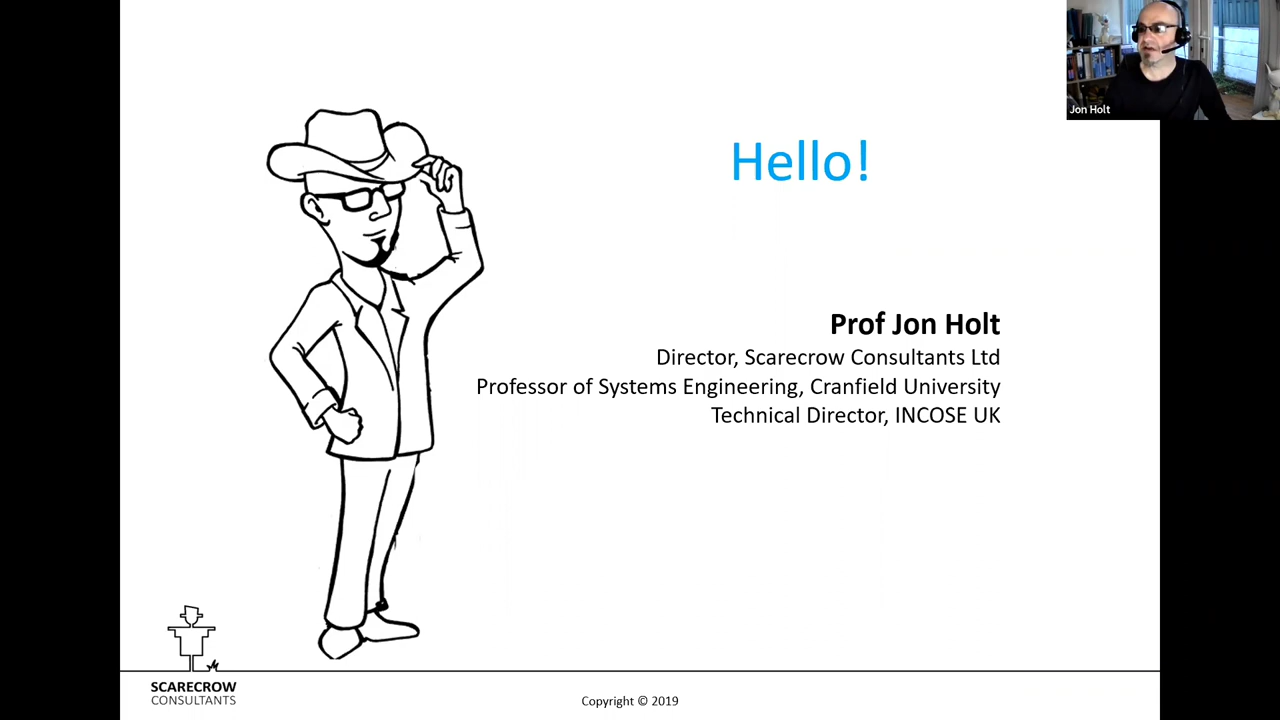 Jon Holt
Hello!
Prof Jon Holt
Director, Scarecrow Consultants Ltd
Professor of Systems Engineering, Cranfield University
Technical Director, INCOSE UK
SCARECROW
CONSULTANTS
Copyright © 2019